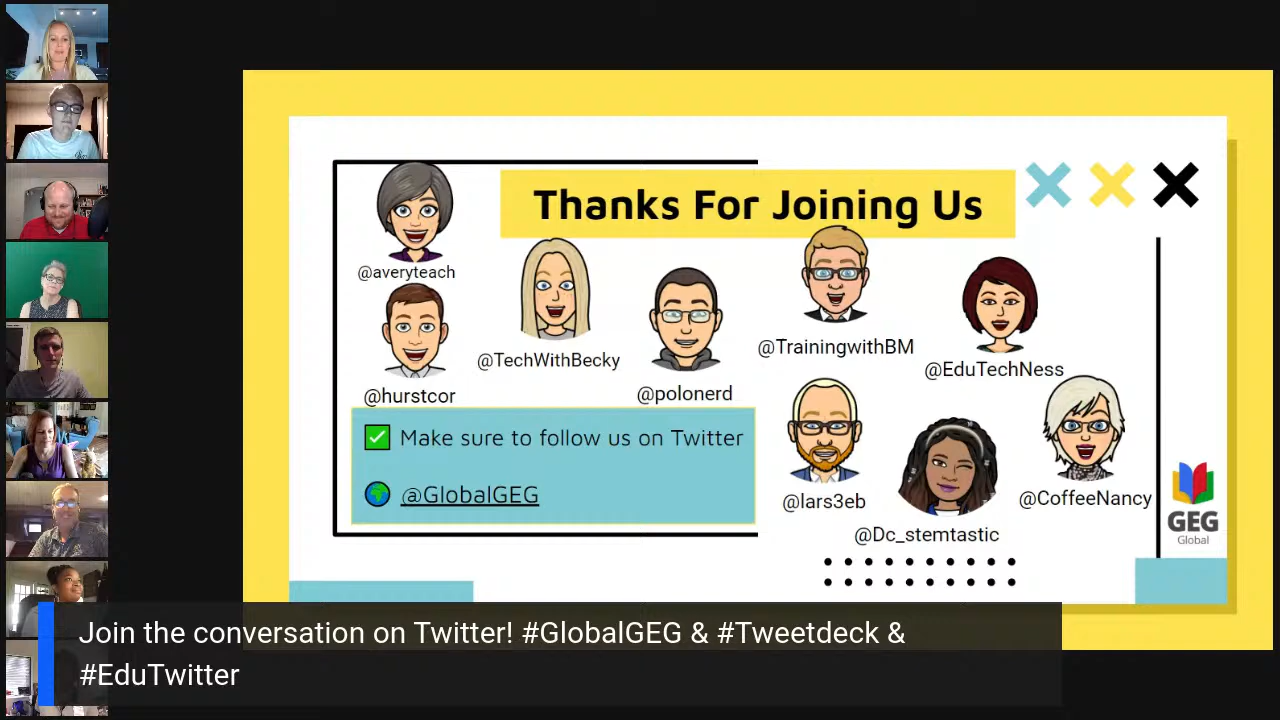 Thanks For Joining Us
@averyteach
@TechWithBecky
@polonerd
@TrainingwithBM
@EduTechNess
@hurstcor
✅ Make sure to follow us on Twitter
🌍 @GlobalGEG
@lars3eb
@Dc_stemtastic
@CoffeeNancy
GEG
Global
Join the conversation on Twitter! #GlobalGEG & #Tweetdeck &
#EduTwitter